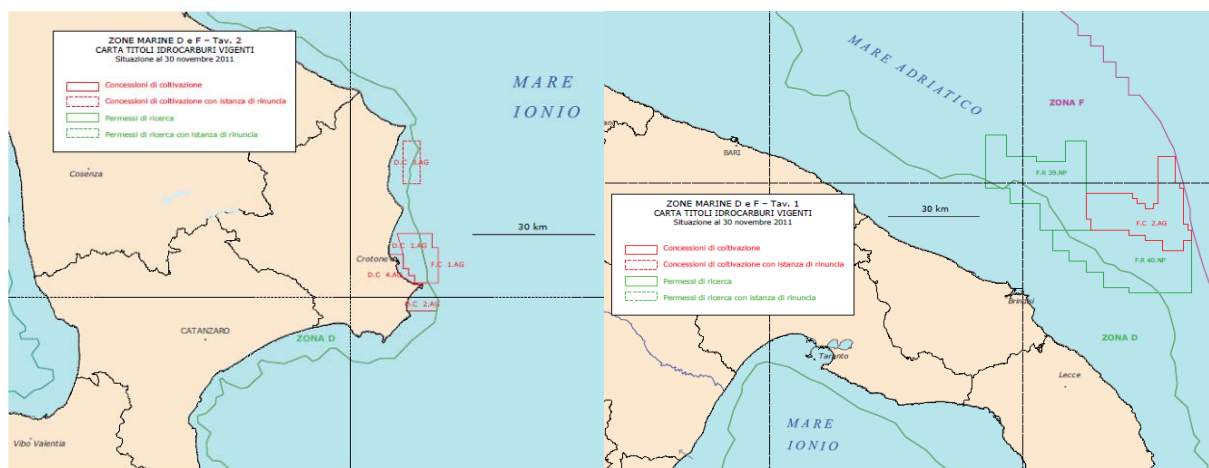 ZONE MARINE D e F – Tav. 2
CARTA TITOLI IDROCARBURI VIGENTI
Situazione al 30 novembre 2011
Concessioni di coltivazione
Concessioni di coltivazione con istanza di rinuncia
Permessi di ricerca
Permessi di ricerca con istanza di rinuncia
MARE
IONIO
Cosenza
D.C 3.AG
30 km
D.C 1.AG
Crotone
F.C 1.AG
D.C 4.AG
D.C 2.AG
CATANZARO
ZONA D
Vibo Valentia
MARE ADRIATICO
ZONA F
BARI
F.R 39.NP
ZONE MARINE D e F – Tav. 1
CARTA TITOLI IDROCARBURI VIGENTI
Situazione al 30 novembre 2011
Concessioni di coltivazione
Concessioni di coltivazione con istanza di rinuncia
Permessi di ricerca
Permessi di ricerca con istanza di rinuncia
30 km
F.C 2.AG
F.R 40.NP
Brindisi
ZONA D
Taranto
Lecce
MARE
IONIO